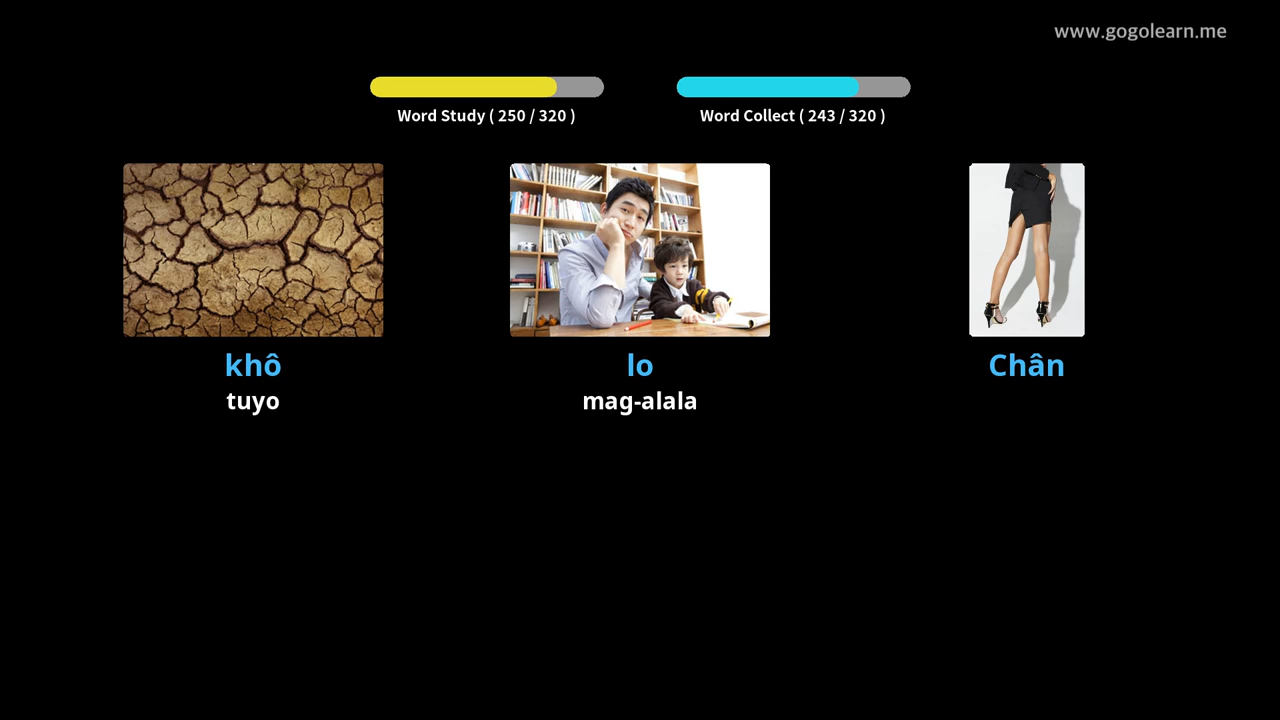 www.gogolearn.me
Word Study ( 250 / 320 )
Word Collect ( 243 / 320 )
khô
lo
Chân
tuyo
mag-alala